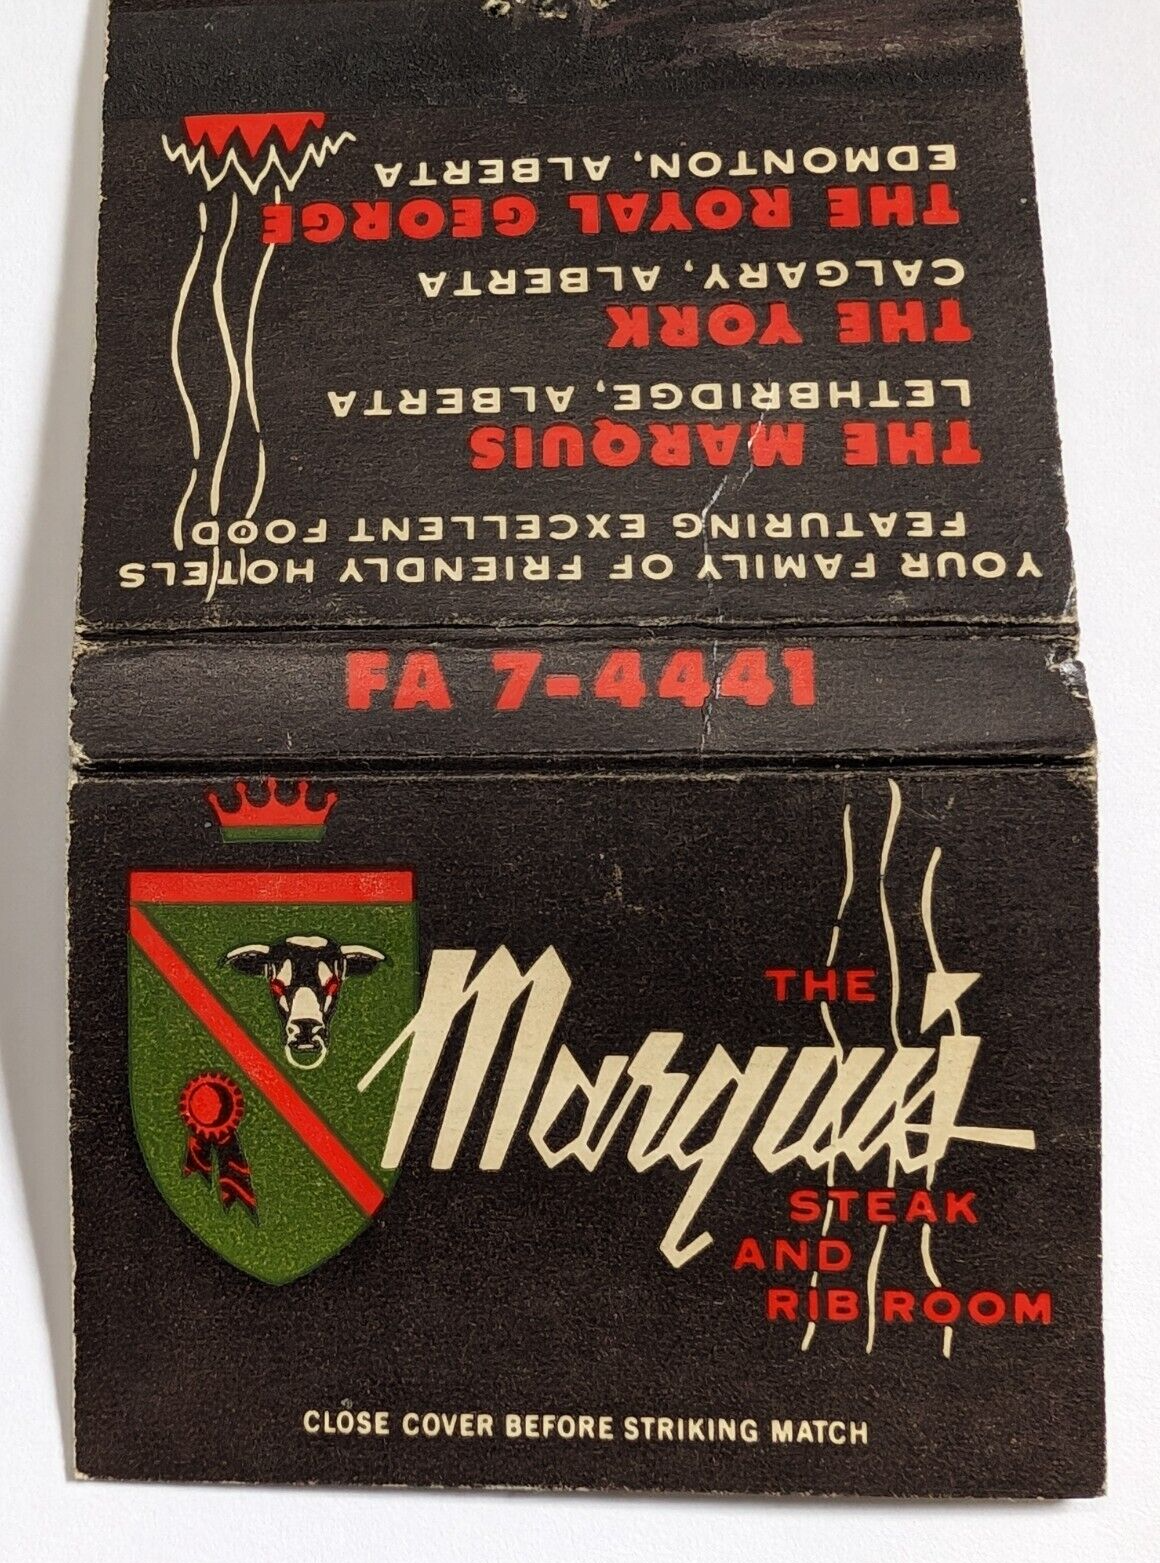 THE
Marquis
STEAK
AND
RIB ROOM
CLOSE COVER BEFORE STRIKING MATCH
FA 7-4441
YOUR FAMILY OF FRIENDLY HOTELS
FEATURING EXCELLENT FOOD
THE MARQUIS
LETHBRIDGE, ALBERTA
THE YORK
CALGARY, ALBERTA
THE ROYAL GEORGE
EDMONTON, ALBERTA